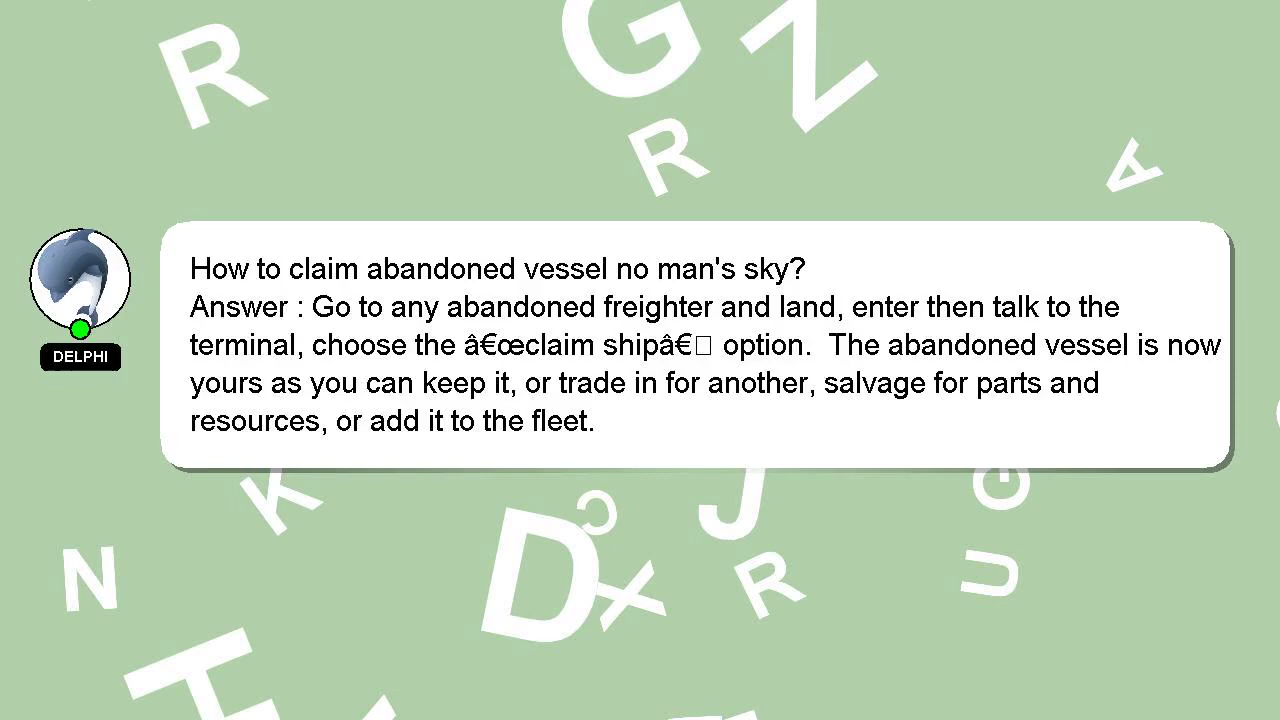 R
G
Z
R
A
DELPHI
How to claim abandoned vessel no man's sky?
Answer : Go to any abandoned freighter and land, enter then talk to the
terminal, choose the â€œclaim shipâ€□ option.  The abandoned vessel is now
yours as you can keep it, or trade in for another, salvage for parts and
resources, or add it to the fleet.
K
C
J
G
N
D
X
R
U
T